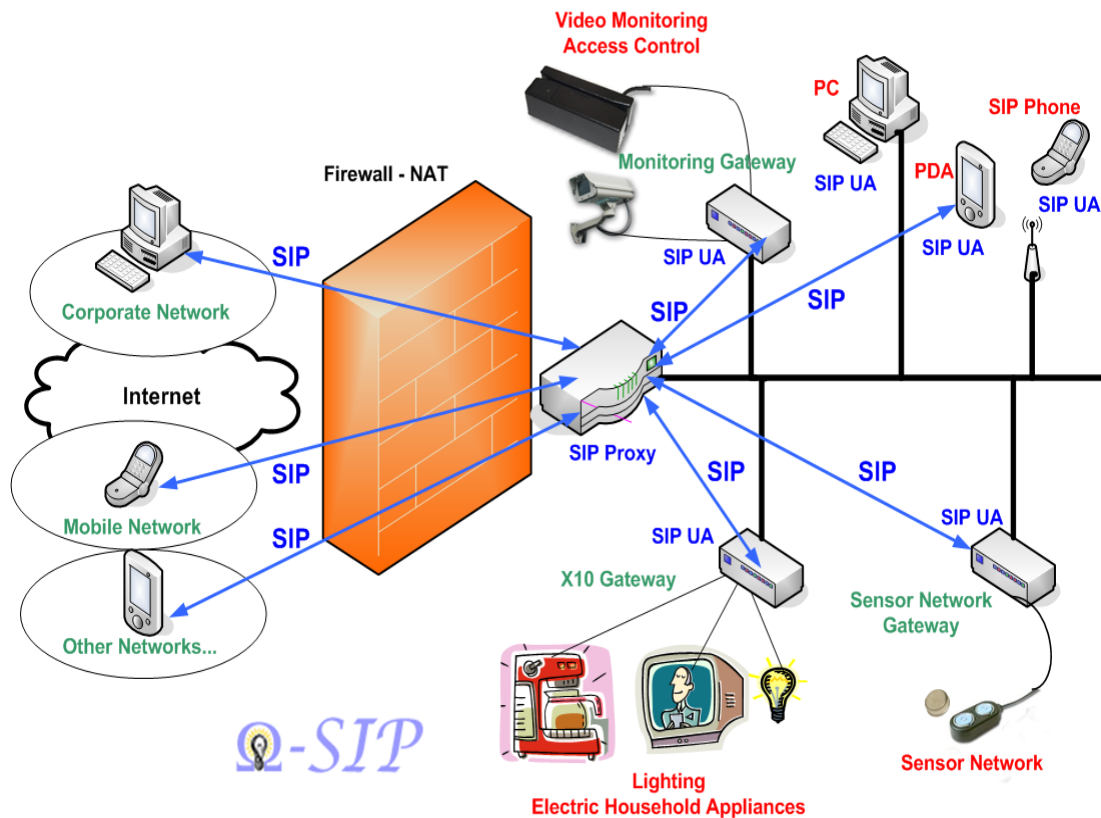 Video Monitoring
Access Control
PC
SIP Phone
Monitoring Gateway
Firewall - NAT
SIP UA
PDA
SIP UA
SIP UA
SIP UA
SIP
SIP
SIP
Corporate Network
Internet
SIP Proxy
SIP
SIP
SIP
SIP
Mobile Network
SIP UA
SIP UA
SIP
X10 Gateway
Sensor Network
Gateway
Other Networks...
Ω-SIP
Sensor Network
Lighting
Electric Household Appliances